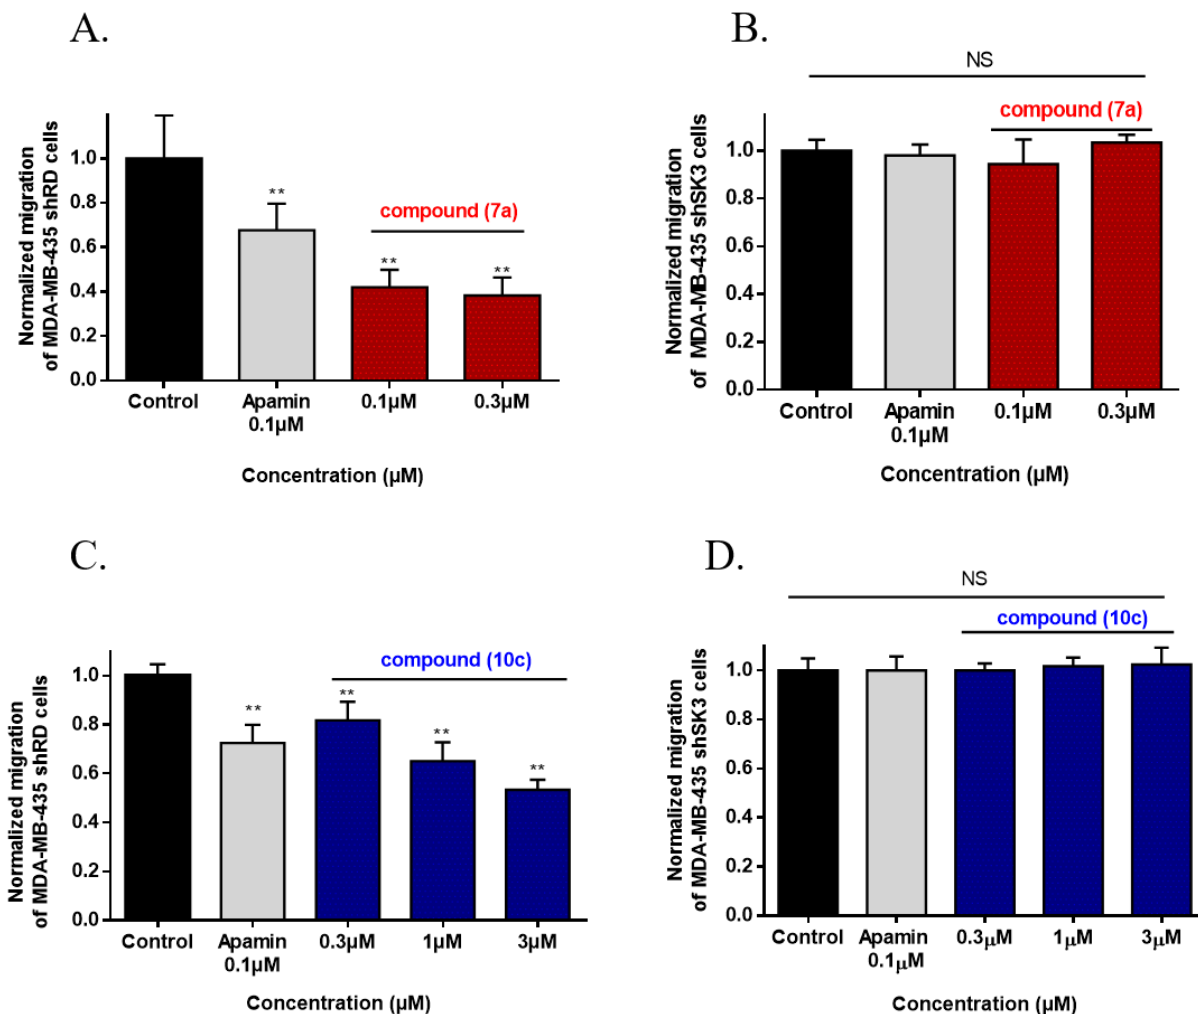 A.
Normalized migration
of MDA-MB-435 shRD cells
1.0
0.8
0.6
0.4
0.2
0.0
**
**
**
compound (7a)
Control
Apamin
0.1µM
0.1µM
0.3µM
Concentration (µM)
B.
NS
compound (7a)
Normalized migration
of MDA-MB-435 shSK3 cells
1.0
0.8
0.6
0.4
0.2
0.0
Control
Apamin
0.1µM
0.1µM
0.3µM
Concentration (µM)
C.
compound (10c)
Normalized migration
of MDA-MB-435 shRD cells
1.0
0.8
0.6
0.4
0.2
0.0
**
**
**
**
Control
Apamin
0.1µM
0.3µM
1µM
3µM
Concentration (µM)
D.
NS
compound (10c)
Normalized migration
of MDA-MB-435 shSK3 cells
1.0
0.8
0.6
0.4
0.2
0.0
Control
Apamin
0.1µM
0.3µM
1µM
3µM
Concentration (µM)